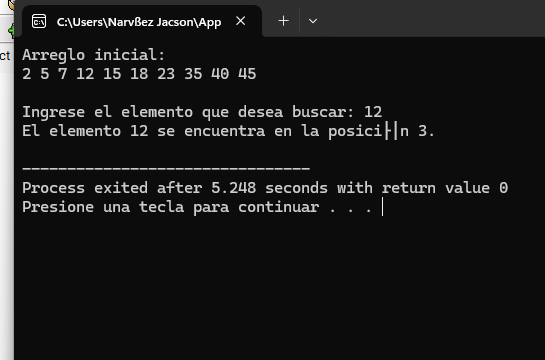 C:\Users\Narvßez Jacson\App
ct
Arreglo inicial:
2 5 7 12 15 18 23 35 40 45
Ingrese el elemento que desea buscar: 12
El elemento 12 se encuentra en la posici├│n 3.
--------------------------------
Process exited after 5.248 seconds with return value 0
Presione una tecla para continuar . . .